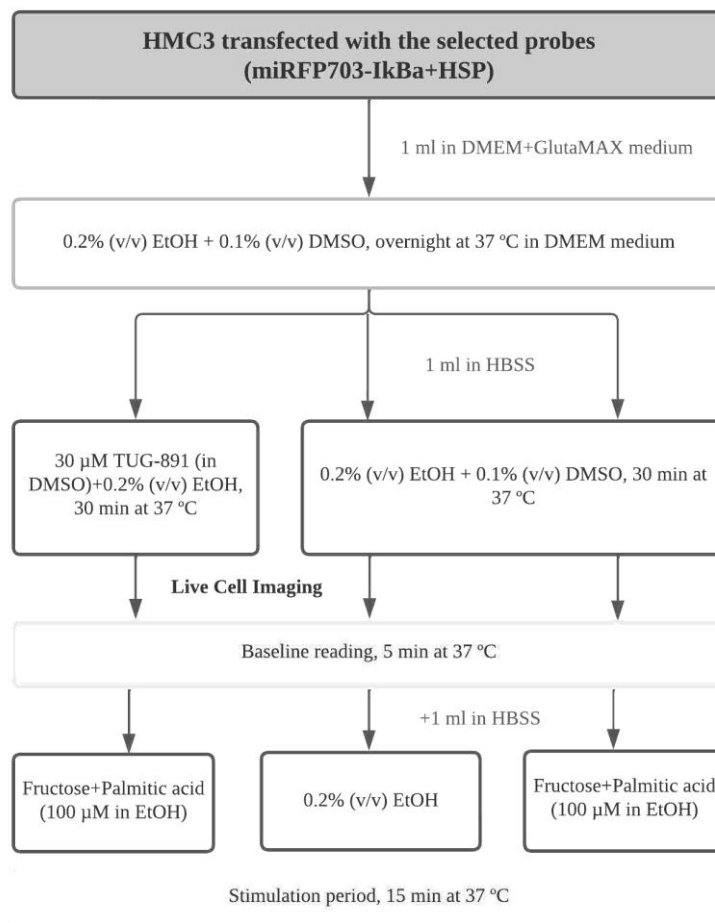 HMC3 transfected with the selected probes
(miRFP703-IkBa+HSP)
1 ml in DMEM+GlutaMAX medium
0.2% (v/v) EtOH + 0.1% (v/v) DMSO, overnight at 37 ºC in DMEM medium
1 ml in HBSS
30 µM TUG-891 (in
DMSO)+0.2% (v/v) EtOH,
30 min at 37 ºC
0.2% (v/v) EtOH + 0.1% (v/v) DMSO, 30 min at
37 ºC
Live Cell Imaging
Baseline reading, 5 min at 37 ºC
+1 ml in HBSS
Fructose+Palmitic acid
(100 µM in EtOH)
0.2% (v/v) EtOH
Fructose+Palmitic acid
(100 µM in EtOH)
Stimulation period, 15 min at 37 ºC